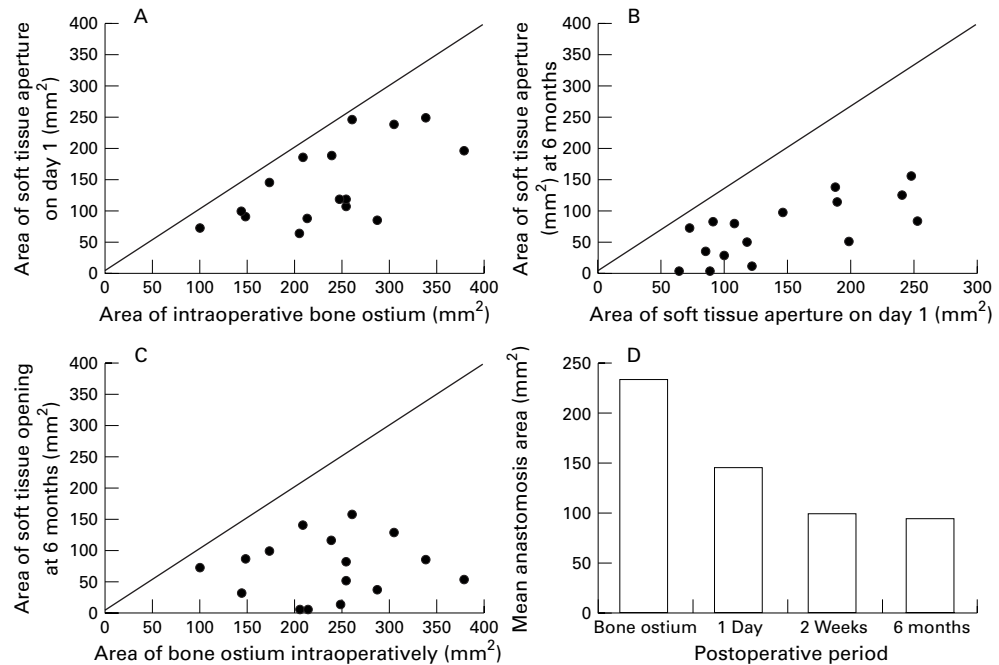 A
Area of soft tissue aperture
on day 1 (mm²)
400
350
300
250
200
150
100
50
0
0 50 100 150 200 250 300 350 400
Area of intraoperative bone ostium (mm²)
B
Area of soft tissue aperture
(mm²) at 6 months
400
350
300
250
200
150
100
50
0
0 50 100 150 200 250 300
Area of soft tissue aperture on day 1 (mm²)
C
Area of soft tissue opening
at 6 months (mm²)
400
350
300
250
200
150
100
50
0
0 50 100 150 200 250 300 350 400
Area of bone ostium intraoperatively (mm²)
D
Mean anastomosis area (mm²)
250
200
150
100
50
0
Bone ostium 1 Day 2 Weeks 6 months
Postoperative period